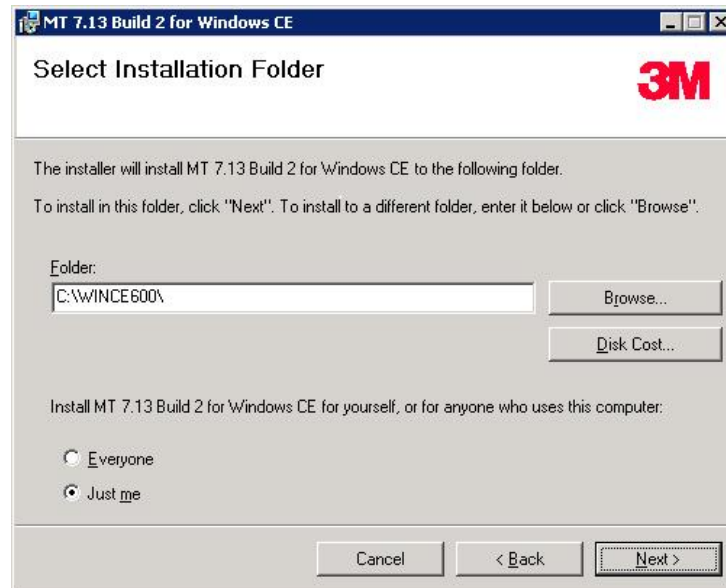 MT 7.13 Build 2 for Windows CE
Select Installation Folder
3M
The installer will install MT 7.13 Build 2 for Windows CE to the following folder.
To install in this folder, click "Next". To install to a different folder, enter it below or click "Browse".
Folder:
C:\WINCE600\
Browse...
Disk Cost...
Install MT 7.13 Build 2 for Windows CE for yourself, or for anyone who uses this computer:
Everyone
Just me
Cancel
< Back
Next >